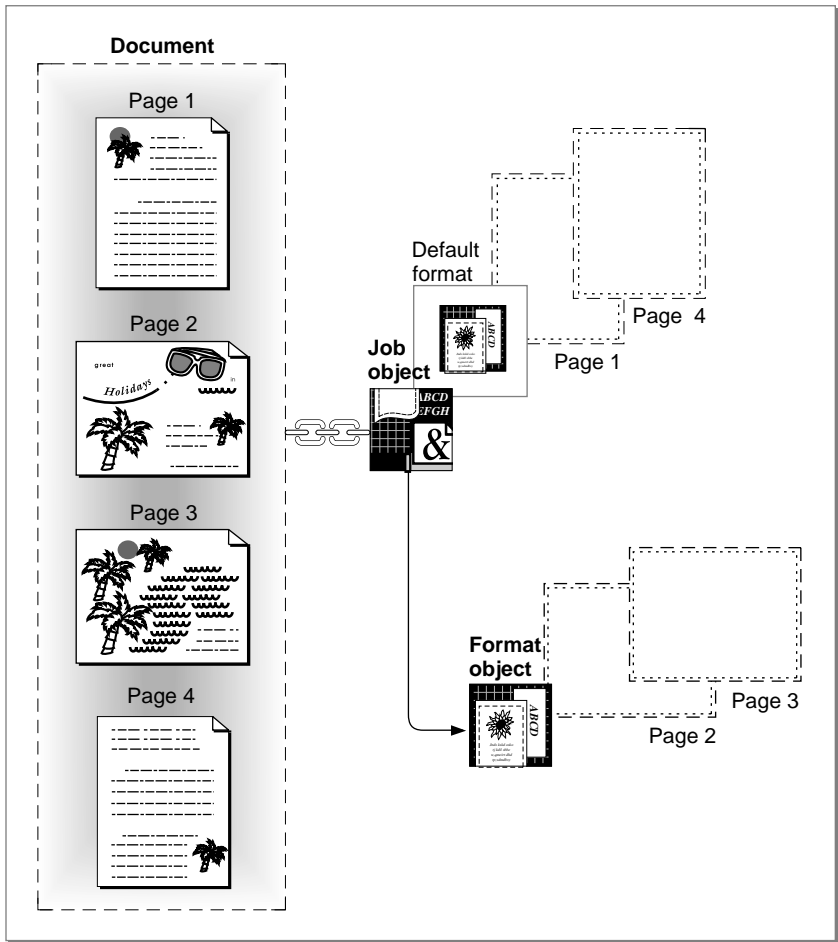 Document
Page 1
Page 2
great
Holidays
in
Page 3
Page 4
Default
format
ABCD
Page 4
Page 1
Job
object
ABCD
EFGH
&
Format
object
ABCD
Page 3
Page 2